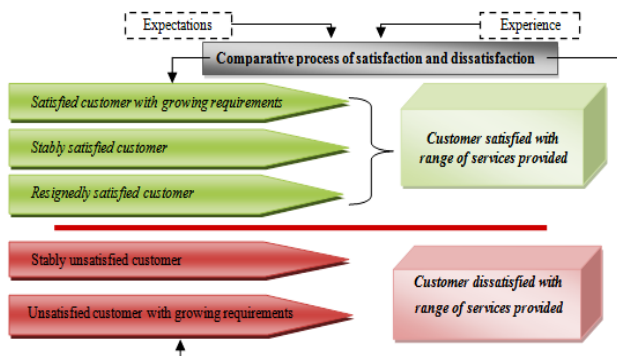 Expectations
Experience
Comparative process of satisfaction and dissatisfaction
Satisfied customer with growing requirements
Stably satisfied customer
Resignedly satisfied customer
Customer satisfied with
range of services provided
Stably unsatisfied customer
Unsatisfied customer with growing requirements
Customer dissatisfied with
range of services provided